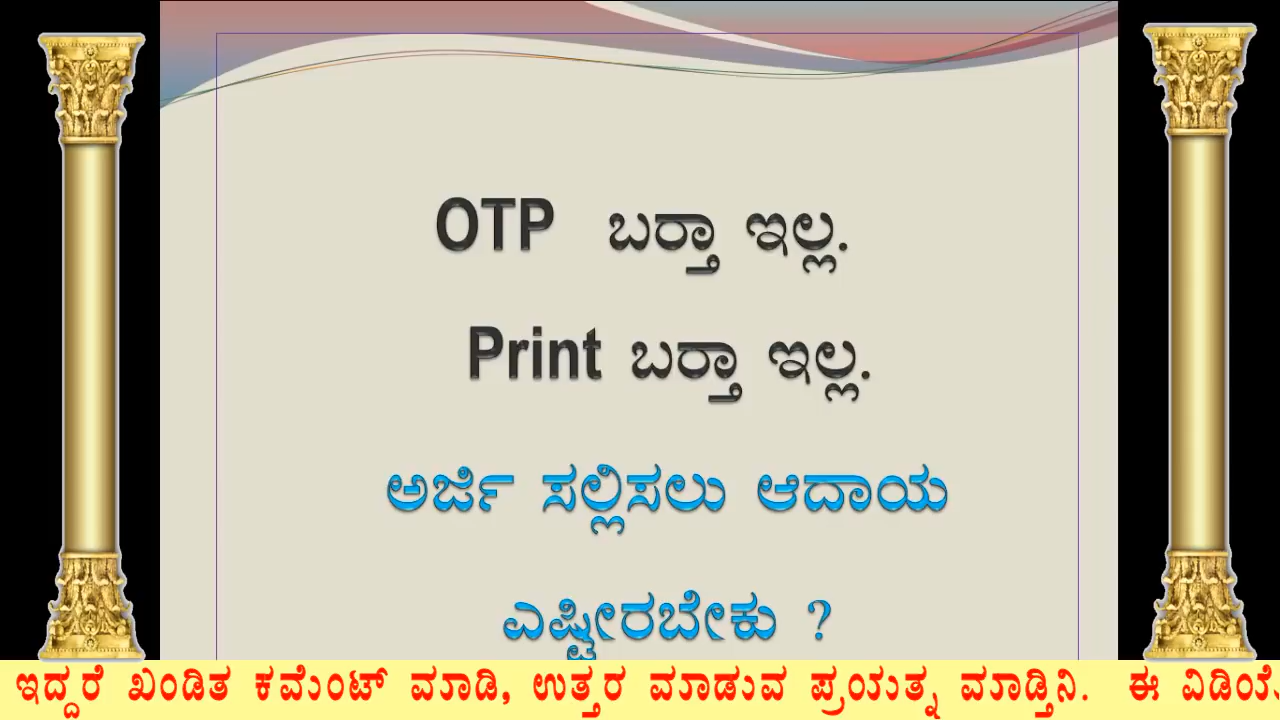 OTP ಬರ್‍ತಾ ಇಲ್ಲ.
Print ಬರ್‍ತಾ ಇಲ್ಲ.
ಅರ್ಜಿ ಸಲ್ಲಿಸಲು ಆದಾಯ
ಎಷ್ಟೀರಬೇಕು ?
ಇದ್ದರೆ ಖಂಡಿತ ಕಮೆಂಟ್ ಮಾಡಿ, ಉತ್ತರ ಮಾಡುವ ಪ್ರಯತ್ನ ಮಾಡ್ತಿನಿ. ಈ